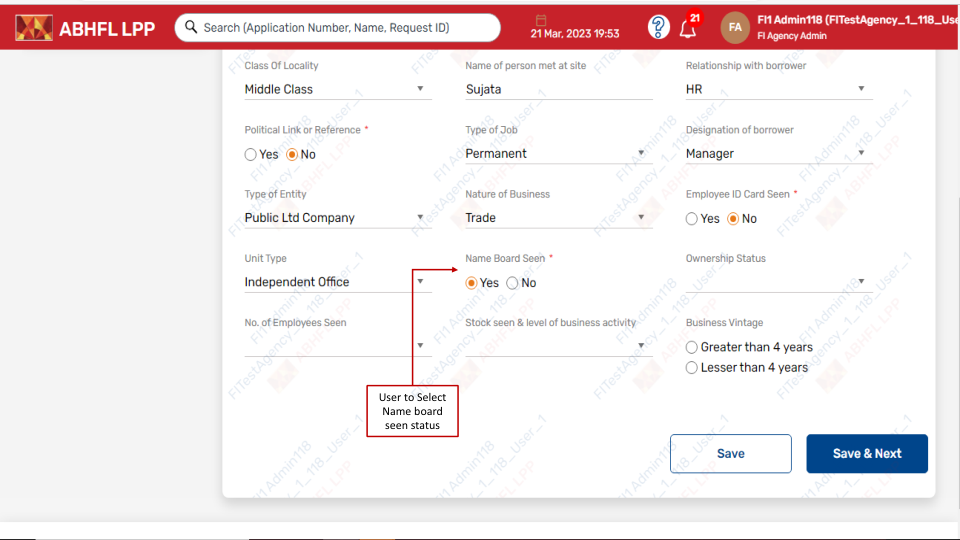 ABHFL LPP
Search (Application Number, Name, Request ID)
21 Mar, 2023 19:53
21
FA
FI1 Admin118 (FITestAgency_1_118_Use
FI Agency Admin
Class Of Locality
Name of person met at site
Relationship with borrower
Middle Class
Sujata
HR
Political Link or Reference *
Type of Job
Designation of borrower
Yes No
Permanent
Manager
Type of Entity
Nature of Business
Employee ID Card Seen *
Public Ltd Company
Trade
Yes No
Unit Type
Name Board Seen *
Ownership Status
Independent Office
Yes No
No. of Employees Seen
Stock seen & level of business activity
Business Vintage
Greater than 4 years
Lesser than 4 years
User to Select
Name board
seen status
Save
Save & Next